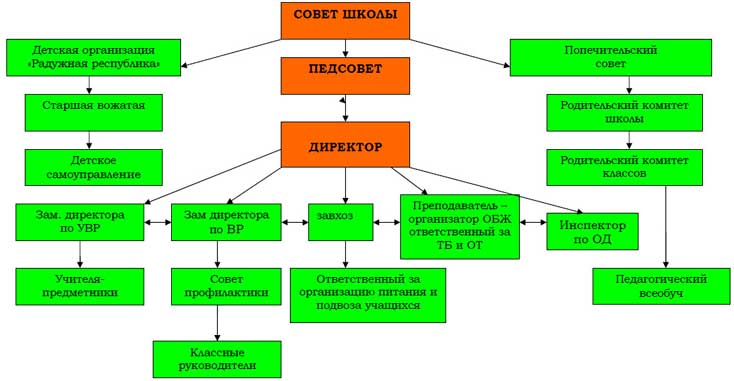 СОВЕТ ШКОЛЫ
Детская организация
«Радужная республика»
ПЕДСОВЕТ
Попечительский
совет
Старшая вожатая
Родительский комитет
школы
ДИРЕКТОР
Детское
самоуправление
Родительский комитет
классов
Зам. директора
по УВР
Зам директора
по ВР
завхоз
Преподаватель –
организатор ОБЖ
ответственный за
ТБ и ОТ
Инспектор
по ОД
Учителя-
предметники
Совет
профилактики
Ответственный за
организацию питания и
подвоза учащихся
Педагогический
всеобуч
Классные
руководители